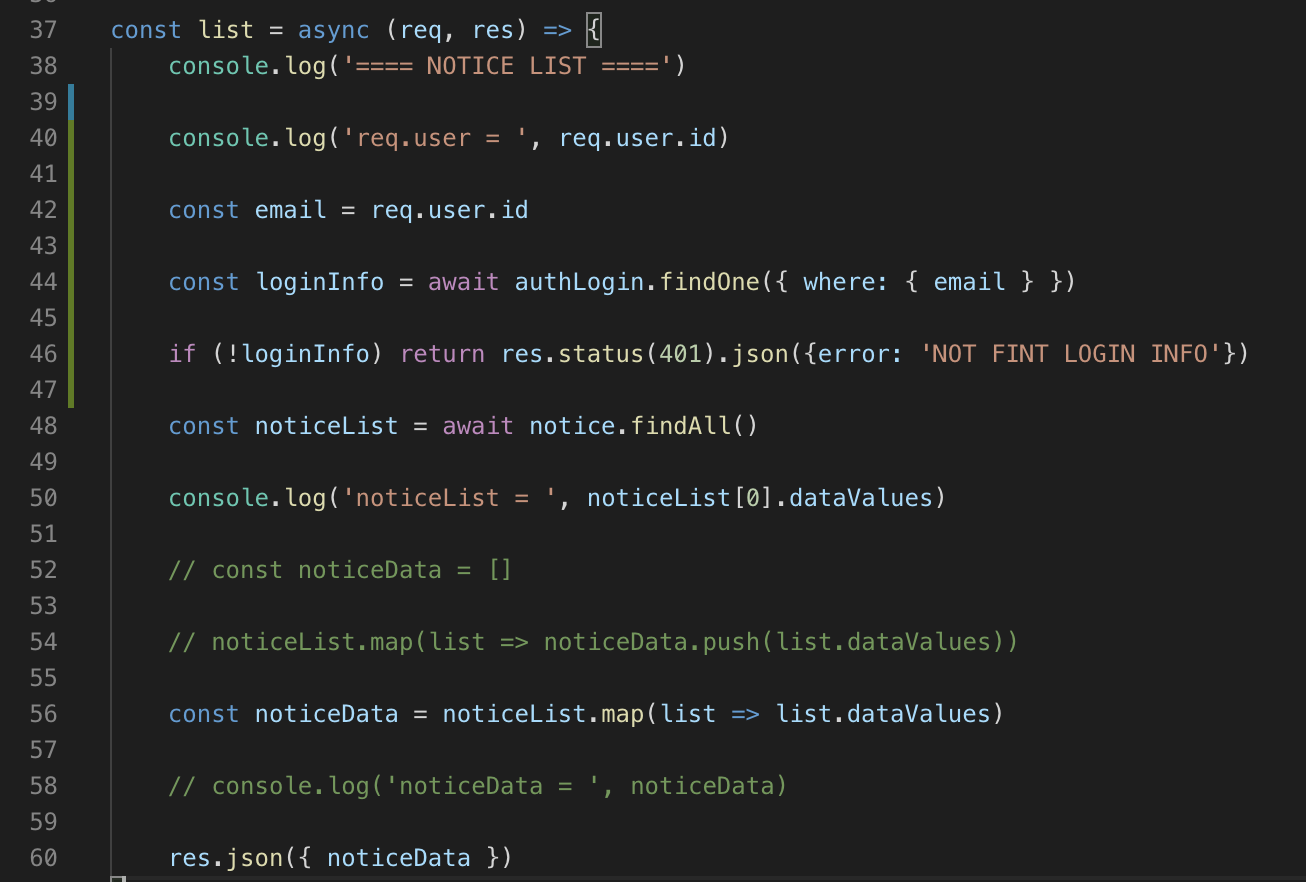 37 const list = async (req, res) => {
38 console.log('==== NOTICE LIST ====')
39
40 console.log('req.user = ', req.user.id)
41
42 const email = req.user.id
43
44 const loginInfo = await authLogin.findOne({ where: { email } })
45
46 if (!loginInfo) return res.status(401).json({error: 'NOT FINT LOGIN INFO'})
47
48 const noticeList = await notice.findAll()
49
50 console.log('noticeList = ', noticeList[0].dataValues)
51
52 // const noticeData = []
53
54 // noticeList.map(list => noticeData.push(list.dataValues))
55
56 const noticeData = noticeList.map(list => list.dataValues)
57
58 // console.log('noticeData = ', noticeData)
59
60 res.json({ noticeData })